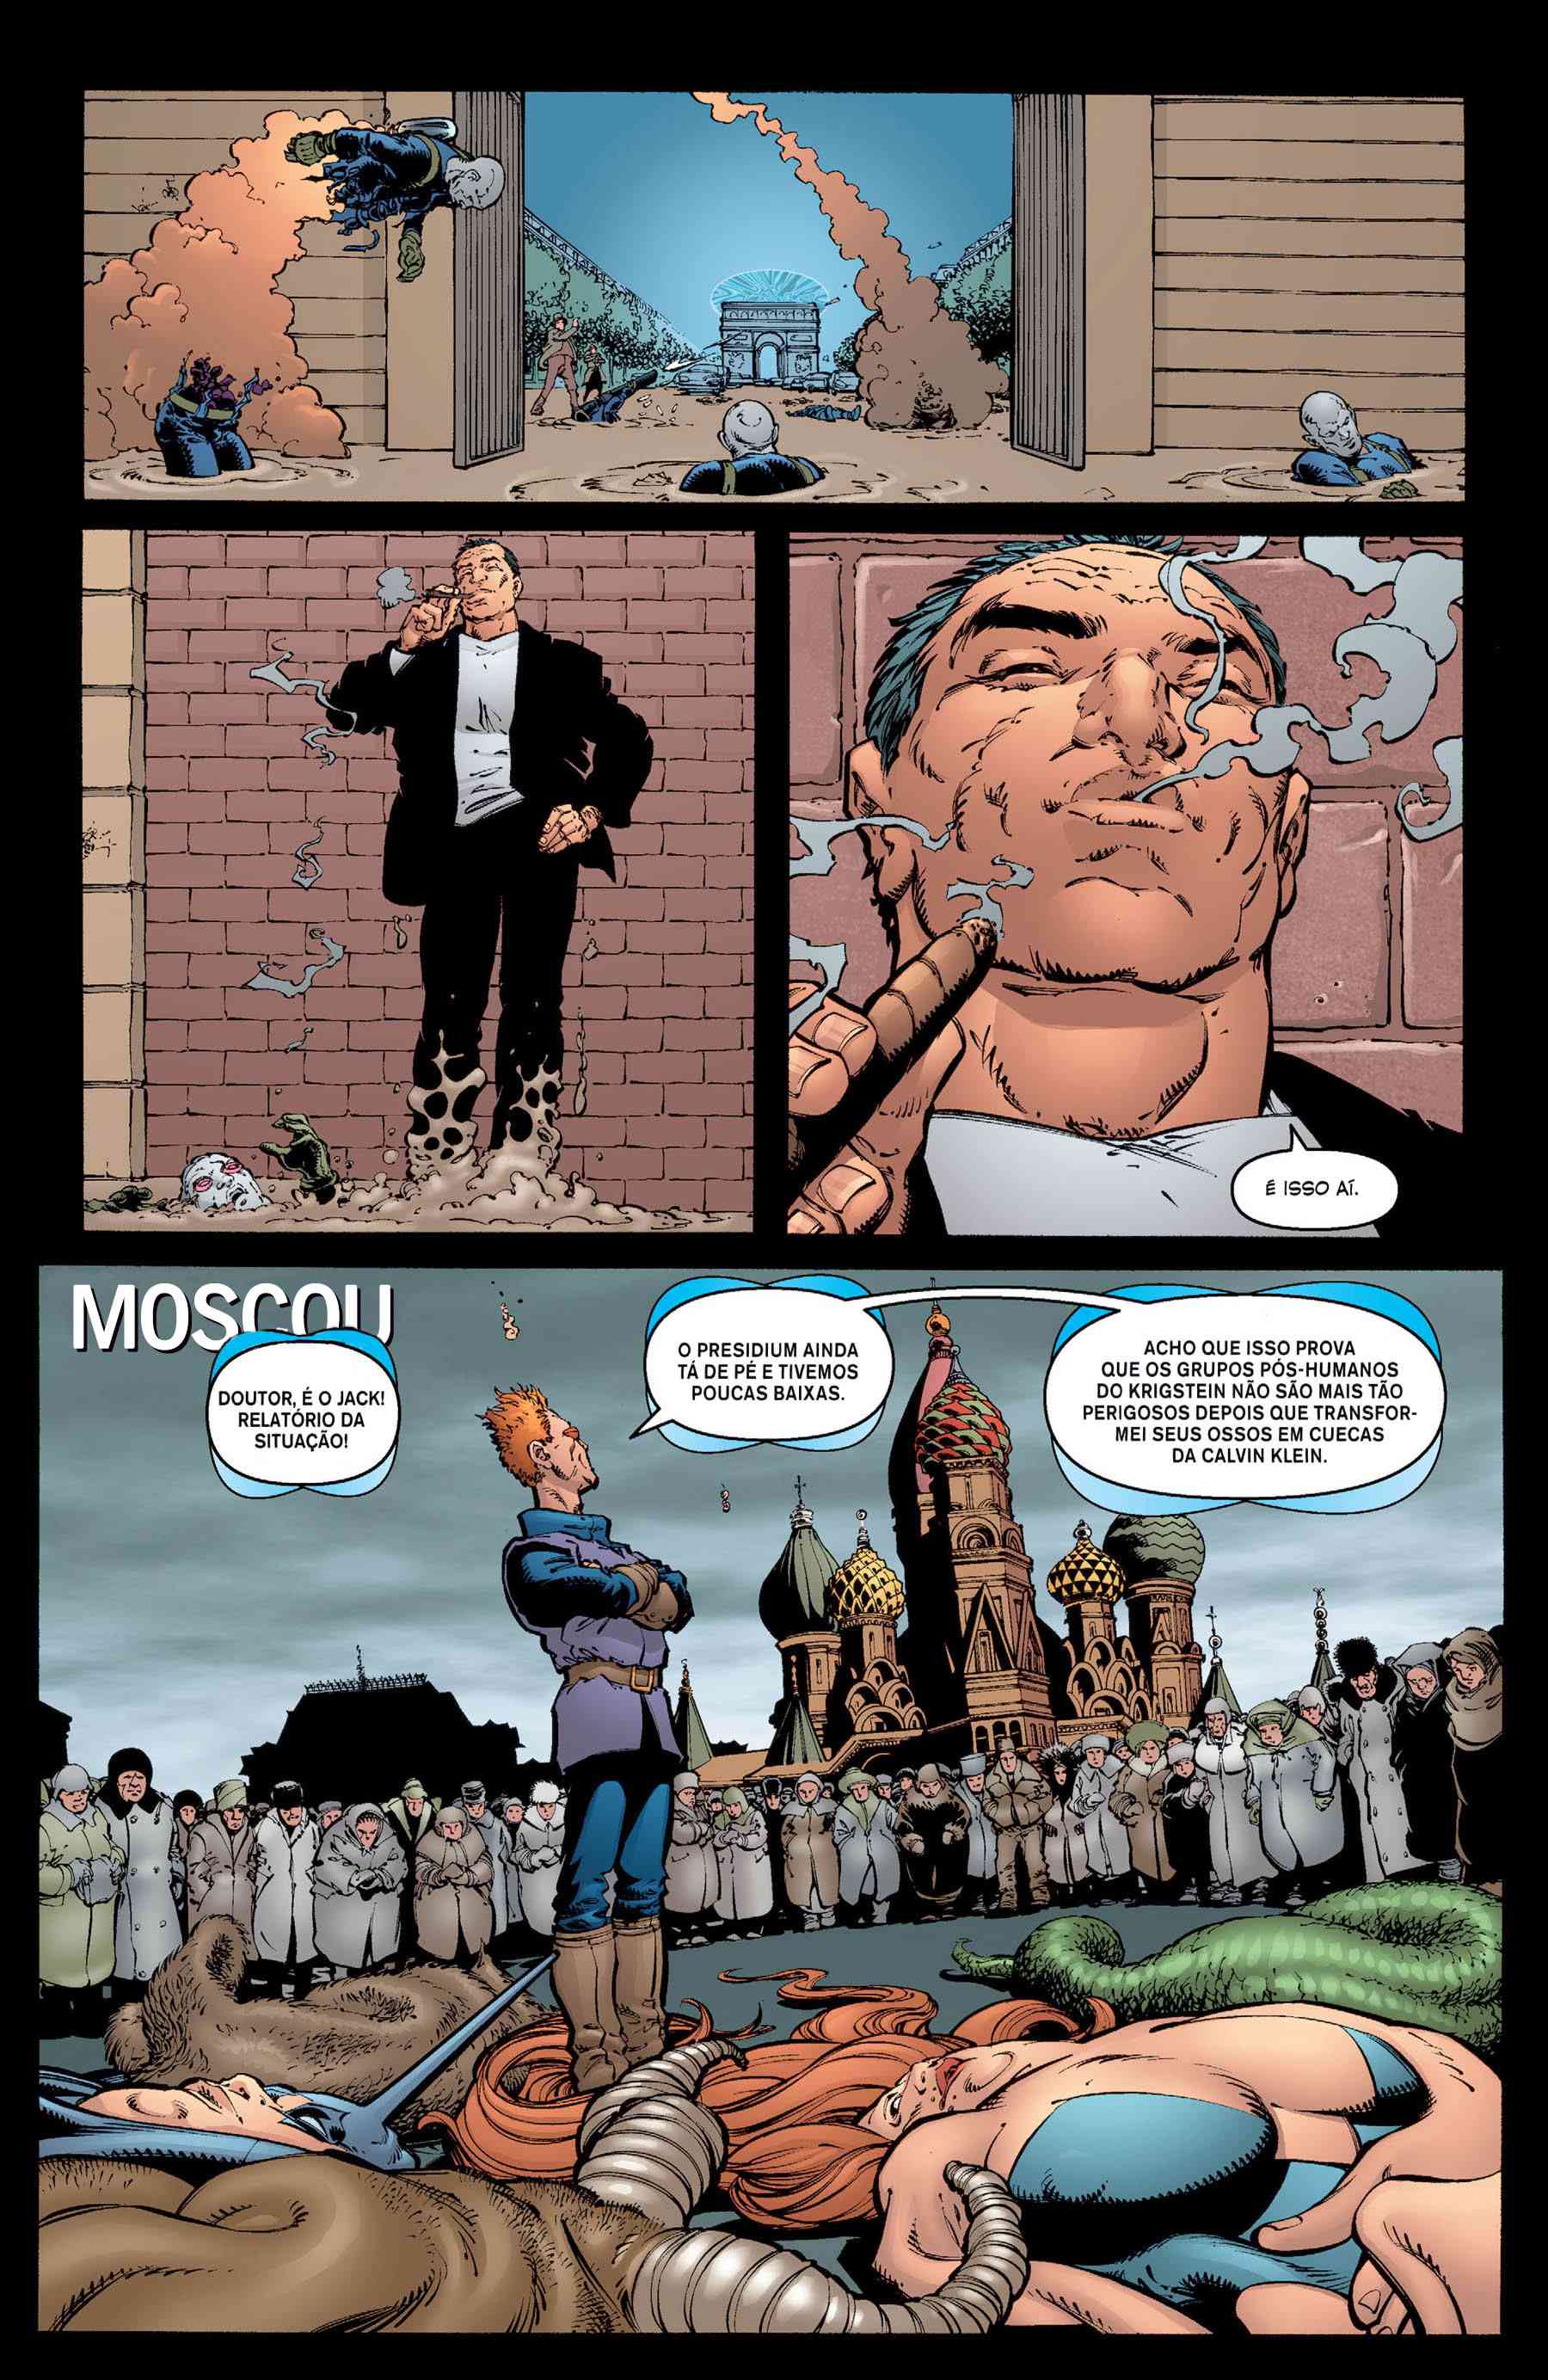 É ISSO AÍ.
MOSCOU
DOUTOR, É O JACK!
RELATÓRIO DA
SITUAÇÃO!
O PRESIDIUM AINDA
TÁ DE PÉ E TIVEMOS
POUCAS BAIXAS.
ACHO QUE ISSO PROVA
QUE OS GRUPOS PÓS-HUMANOS
DO KRIGSTEIN NÃO SÃO MAIS TÃO
PERIGOSOS DEPOIS QUE TRANSFOR-
MEI SEUS OSSOS EM CUECAS
DA CALVIN KLEIN.